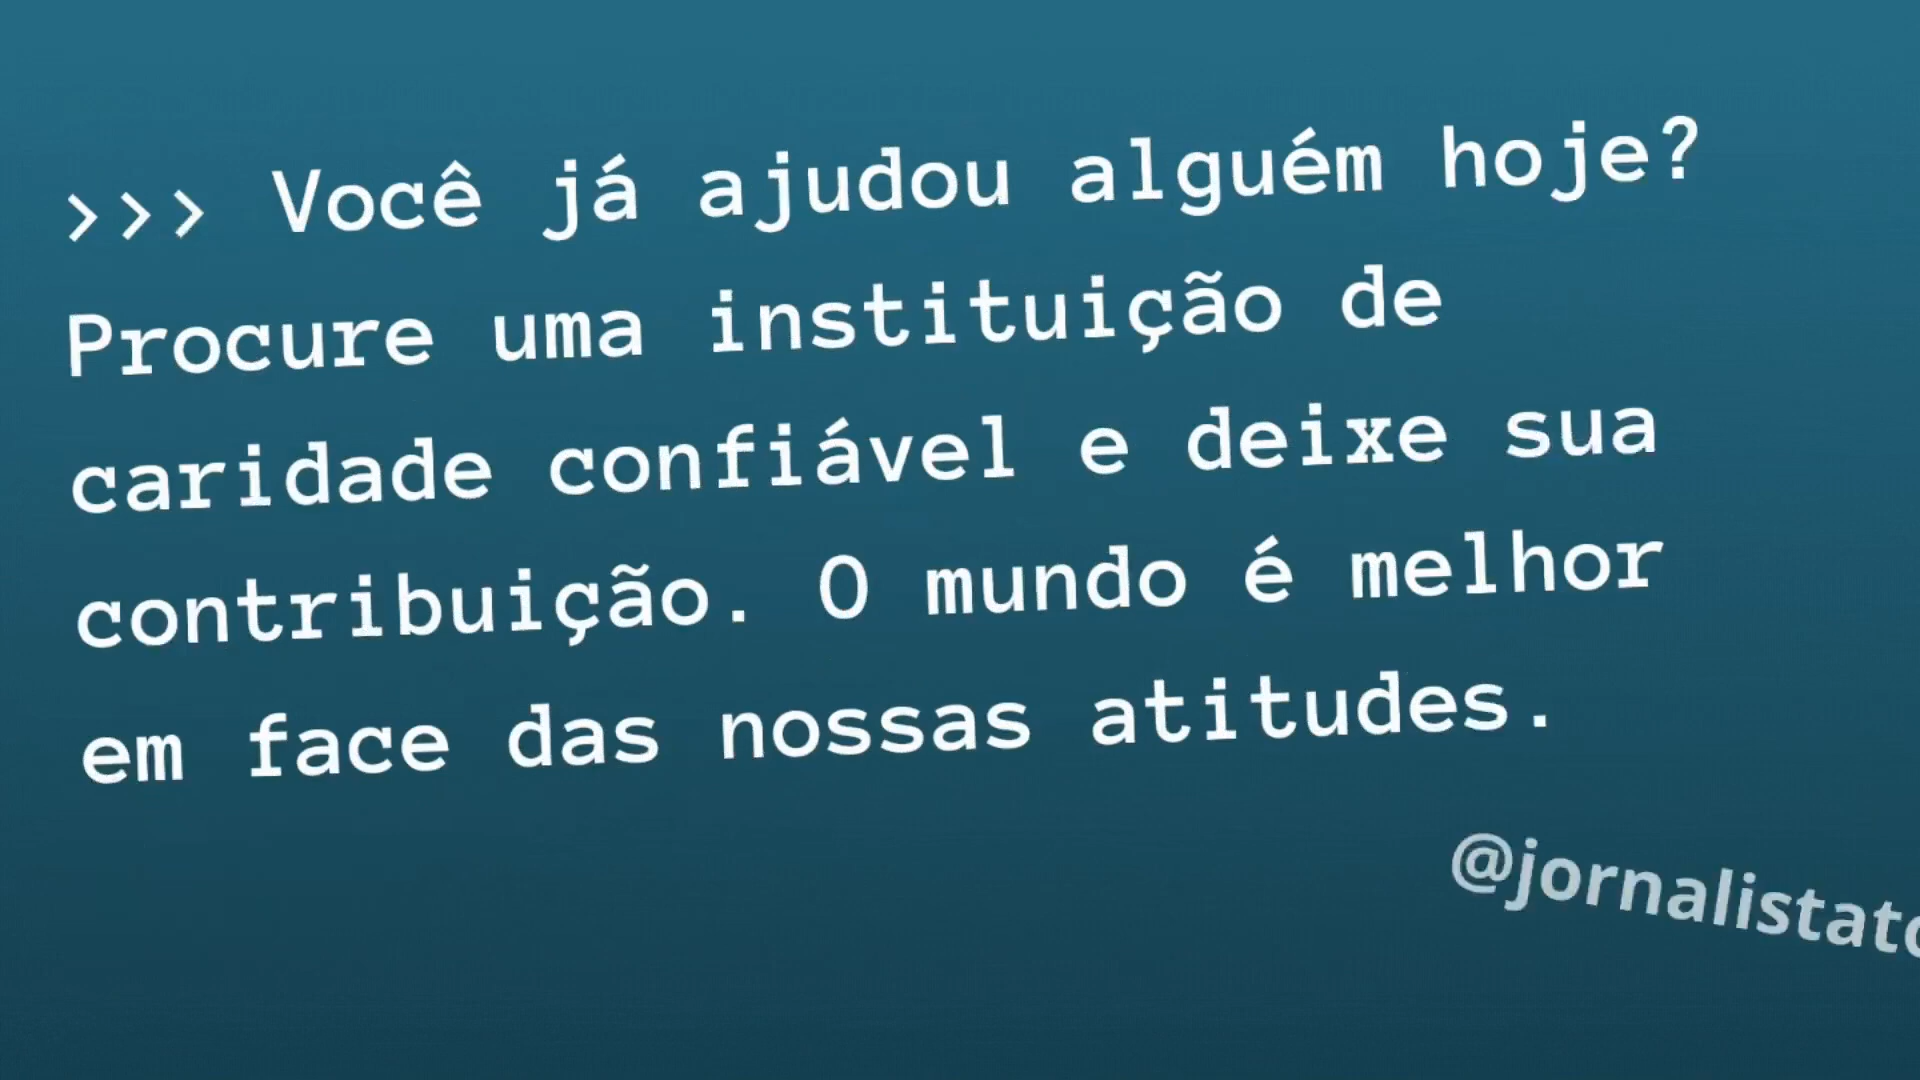 >>> Você já ajudou alguém hoje?
Procure uma instituição de
caridade confiável e deixe sua
contribuição. O mundo é melhor
em face das nossas atitudes.